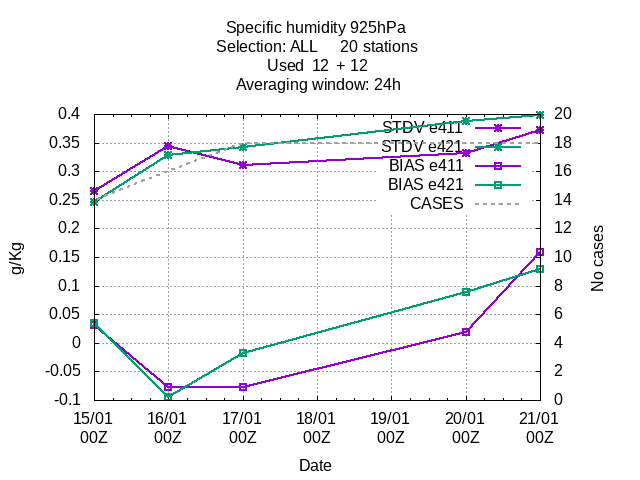 Specific humidity 925hPa
Selection: ALL 20 stations
Used 12 + 12
Averaging window: 24h
0.4
0.35
0.3
0.25
0.2
0.15
0.1
0.05
0
-0.05
-0.1
g/Kg
STDV e411
STDV e421
BIAS e411
BIAS e421
CASES
20
18
16
14
12
10
8
6
4
2
0
No cases
15/01 16/01 17/01 18/01 19/01 20/01 21/01
00Z 00Z 00Z 00Z 00Z 00Z 00Z
Date